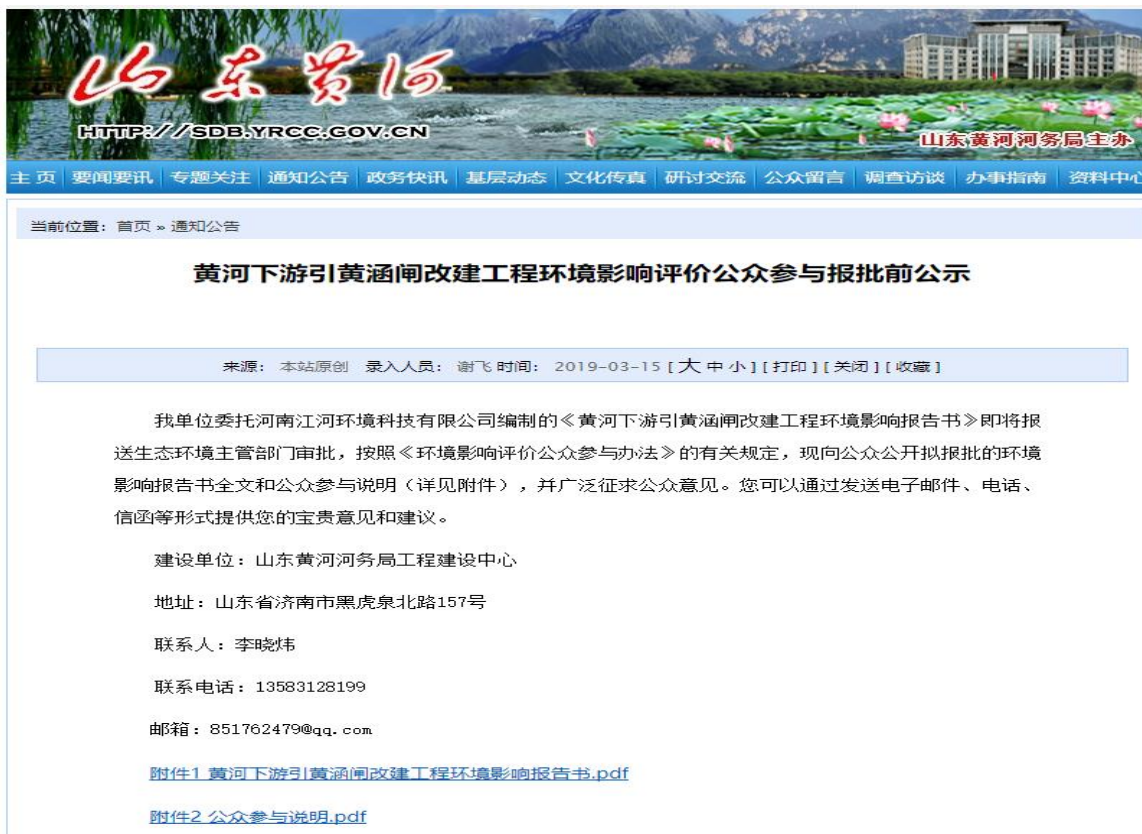 山东黄河
HTTP://SDB.YRCC.GOV.CN
山东黄河河务局主办
主 页 要闻要讯 专题关注 通知公告 政务快讯 基层动态 文化传真 研讨交流 公众留言 调查访谈 办事指南 资料中心
当前位置：首页 » 通知公告
黄河下游引黄涵闸改建工程环境影响评价公众参与报批前公示
来源： 本站原创 录入人员： 谢飞 时间： 2019-03-15 [ 大 中 小 ] [ 打印 ] [ 关闭 ] [ 收藏 ]
我单位委托河南江河环境科技有限公司编制的《黄河下游引黄涵闸改建工程环境影响报告书》即将报
送生态环境主管部门审批，按照《环境影响评价公众参与办法》的有关规定，现向公众公开拟报批的环境
影响报告书全文和公众参与说明（详见附件），并广泛征求公众意见。您可以通过发送电子邮件、电话、
信函等形式提供您的宝贵意见和建议。
建设单位：山东黄河河务局工程建设中心
地址：山东省济南市黑虎泉北路157号
联系人：李晓炜
联系电话：13583128199
邮箱：851762479@qq.com
附件1 黄河下游引黄涵闸改建工程环境影响报告书.pdf
附件2 公众参与说明.pdf